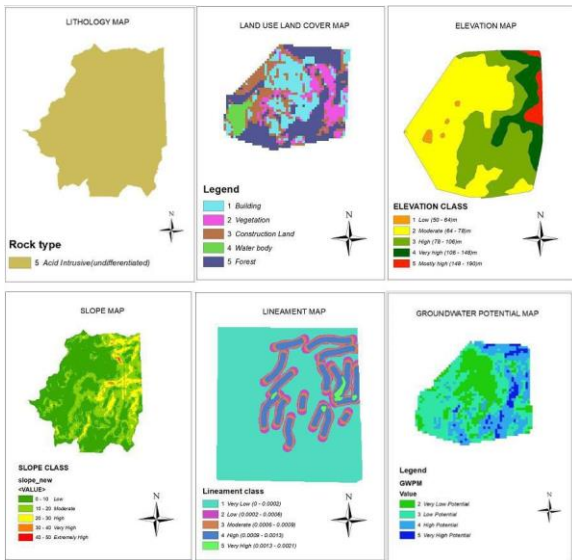 LITHOLOGY MAP
N
Rock type
5 Acid Intrusive(undifferentiated)
LAND USE LAND COVER MAP
Legend
1 Building
2 Vegetation
3 Construction Land
4 Water body
5 Forest
N
ELEVATION MAP
ELEVATION CLASS
1 Low (50 - 64)m
2 Moderate (64 - 78)m
3 High (78 - 106)m
4 Very high (106 - 148)m
5 Mostly high (148 - 190)m
N
SLOPE MAP
SLOPE CLASS
slope_new
<VALUE>
0 - 10 Low
10 - 20 Moderate
20 - 30 High
30 - 40 Very High
40 - 50 Extremely High
N
LINEAMENT MAP
Lineament class
1 Very Low (0 - 0.0002)
2 Low (0.0002 - 0.0006)
3 Moderate (0.0006 - 0.0009)
4 High (0.0009 - 0.0013)
5 Very High (0.0013 - 0.0021)
N
GROUNDWATER POTENTIAL MAP
Legend
GWPM
Value
2 Very Low Potential
3 Low Potential
4 High Potential
5 Very High Potential
N